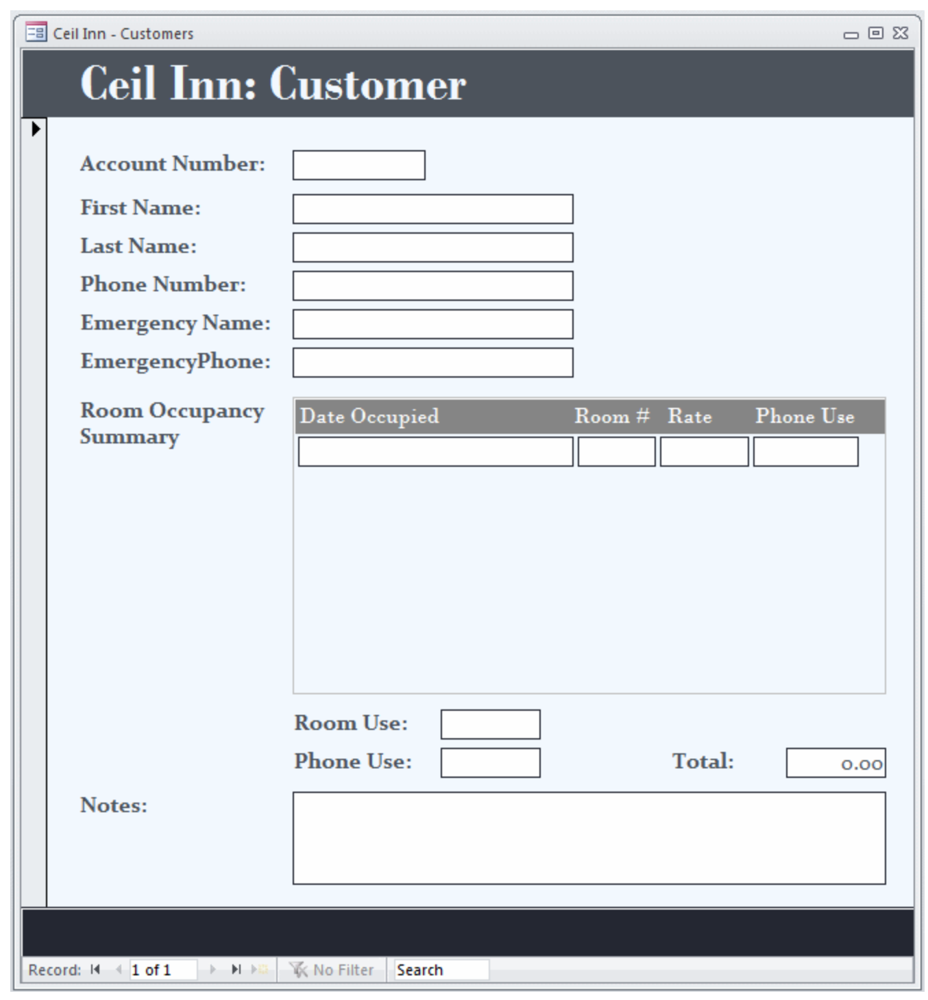 Ceil Inn - Customers
Ceil Inn: Customer
Account Number:
First Name:
Last Name:
Phone Number:
Emergency Name:
EmergencyPhone:
Room Occupancy
Summary
Date Occupied Room # Rate Phone Use
Room Use:
Phone Use: Total: 0.00
Notes:
Record: 1 of 1 No Filter Search